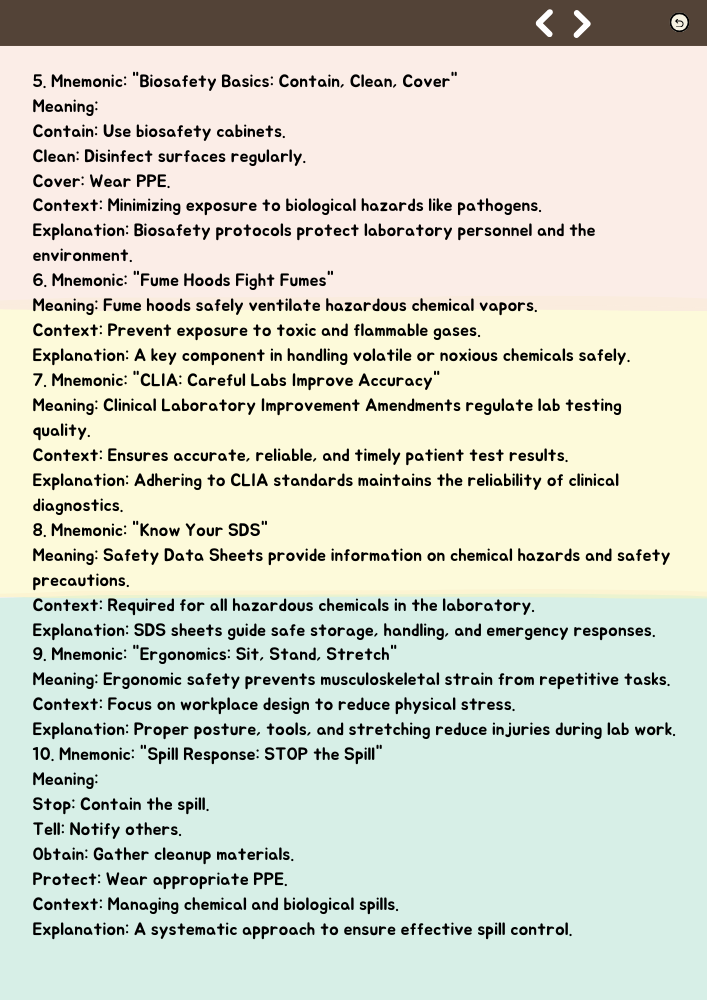 5. Mnemonic: "Biosafety Basics: Contain, Clean, Cover"
Meaning:
Contain: Use biosafety cabinets.
Clean: Disinfect surfaces regularly.
Cover: Wear PPE.
Context: Minimizing exposure to biological hazards like pathogens.
Explanation: Biosafety protocols protect laboratory personnel and the
environment.
6. Mnemonic: "Fume Hoods Fight Fumes"
Meaning: Fume hoods safely ventilate hazardous chemical vapors.
Context: Prevent exposure to toxic and flammable gases.
Explanation: A key component in handling volatile or noxious chemicals safely.
7. Mnemonic: "CLIA: Careful Labs Improve Accuracy"
Meaning: Clinical Laboratory Improvement Amendments regulate lab testing
quality.
Context: Ensures accurate, reliable, and timely patient test results.
Explanation: Adhering to CLIA standards maintains the reliability of clinical
diagnostics.
8. Mnemonic: "Know Your SDS"
Meaning: Safety Data Sheets provide information on chemical hazards and safety
precautions.
Context: Required for all hazardous chemicals in the laboratory.
Explanation: SDS sheets guide safe storage, handling, and emergency responses.
9. Mnemonic: "Ergonomics: Sit, Stand, Stretch"
Meaning: Ergonomic safety prevents musculoskeletal strain from repetitive tasks.
Context: Focus on workplace design to reduce physical stress.
Explanation: Proper posture, tools, and stretching reduce injuries during lab work.
10. Mnemonic: "Spill Response: STOP the Spill"
Meaning:
Stop: Contain the spill.
Tell: Notify others.
Obtain: Gather cleanup materials.
Protect: Wear appropriate PPE.
Context: Managing chemical and biological spills.
Explanation: A systematic approach to ensure effective spill control.